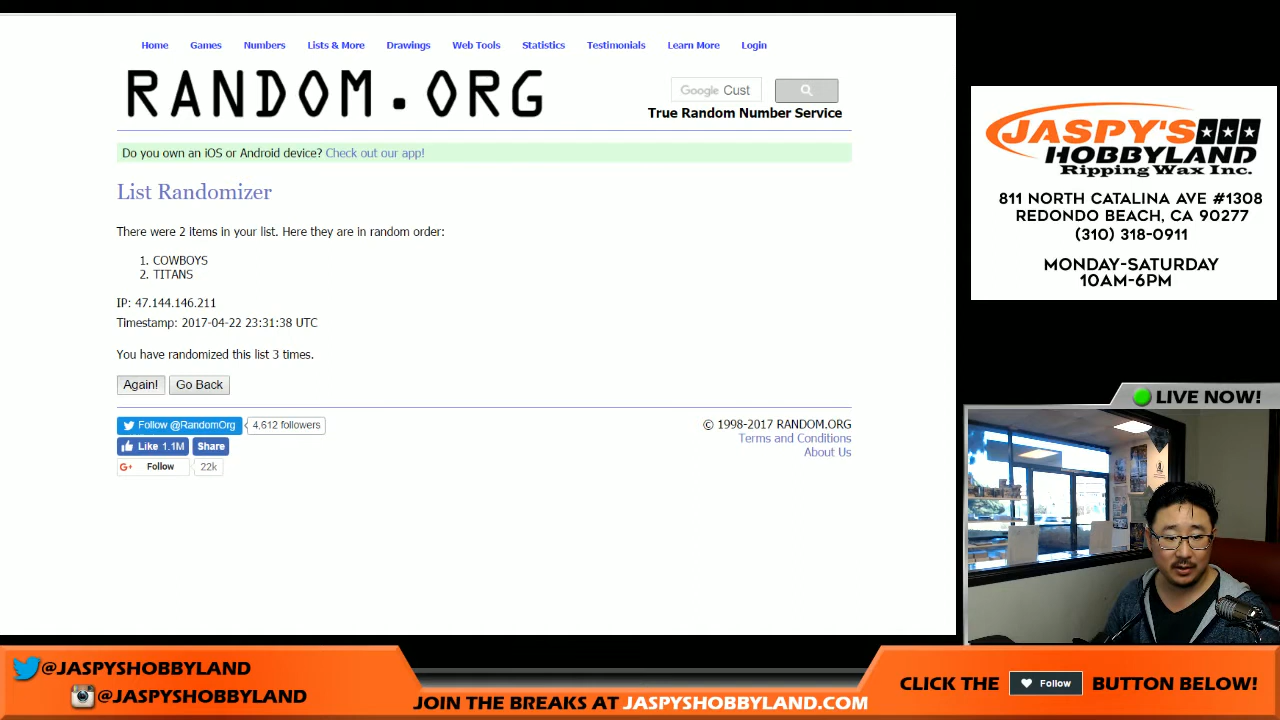 Home Games Numbers Lists & More Drawings Web Tools Statistics Testimonials Learn More Login
RANDOM.ORG
Google Cust
True Random Number Service
Do you own an iOS or Android device? Check out our app!
List Randomizer
There were 2 items in your list. Here they are in random order:
1. COWBOYS
2. TITANS
IP: 47.144.146.211
Timestamp: 2017-04-22 23:31:38 UTC
You have randomized this list 3 times.
Again! Go Back
Follow @RandomOrg 4,612 followers
Like 1.1M Share
G+ Follow 22k
© 1998-2017 RANDOM.ORG
Terms and Conditions
About Us
JASPY'S
HOBBYLAND
Ripping Wax Inc.
811 NORTH CATALINA AVE #1308
REDONDO BEACH, CA 90277
(310) 318-0911
MONDAY-SATURDAY
10AM-6PM
LIVE NOW!
@JASPYSHOBBYLAND
@JASPYSHOBBYLAND
JOIN THE BREAKS AT JASPYSHOBBYLAND.COM
CLICK THE Follow BUTTON BELOW!